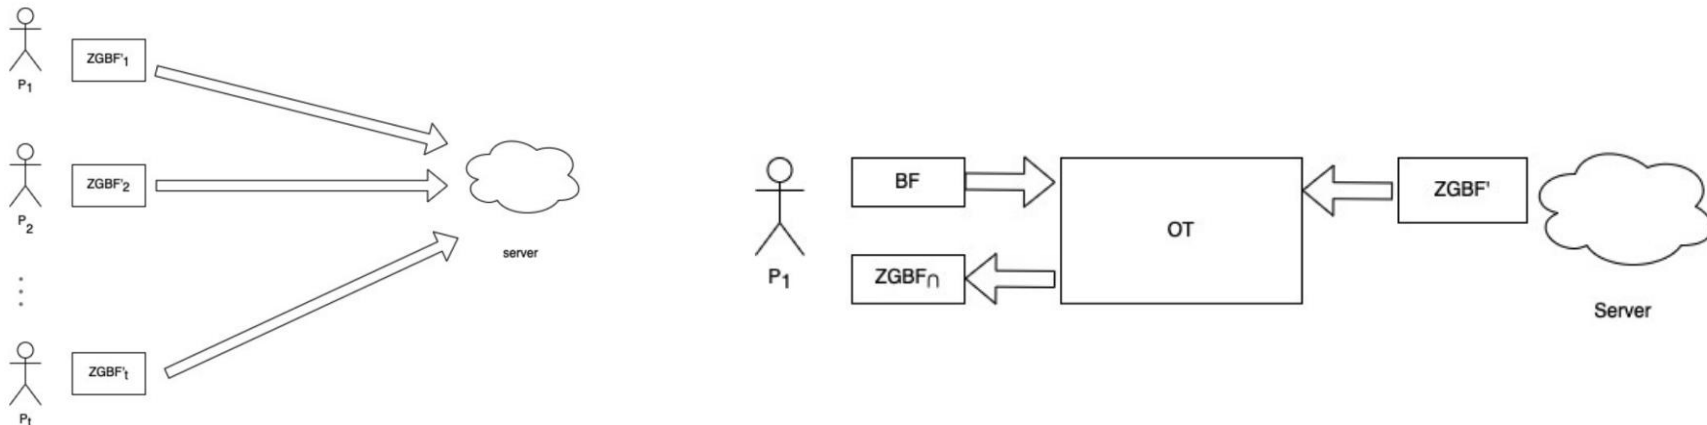 ZGBF'1
P1
ZGBF'2
P2
server
ZGBF't
Pt
BF
ZGBF'
OT
P1
ZGBF∩
Server